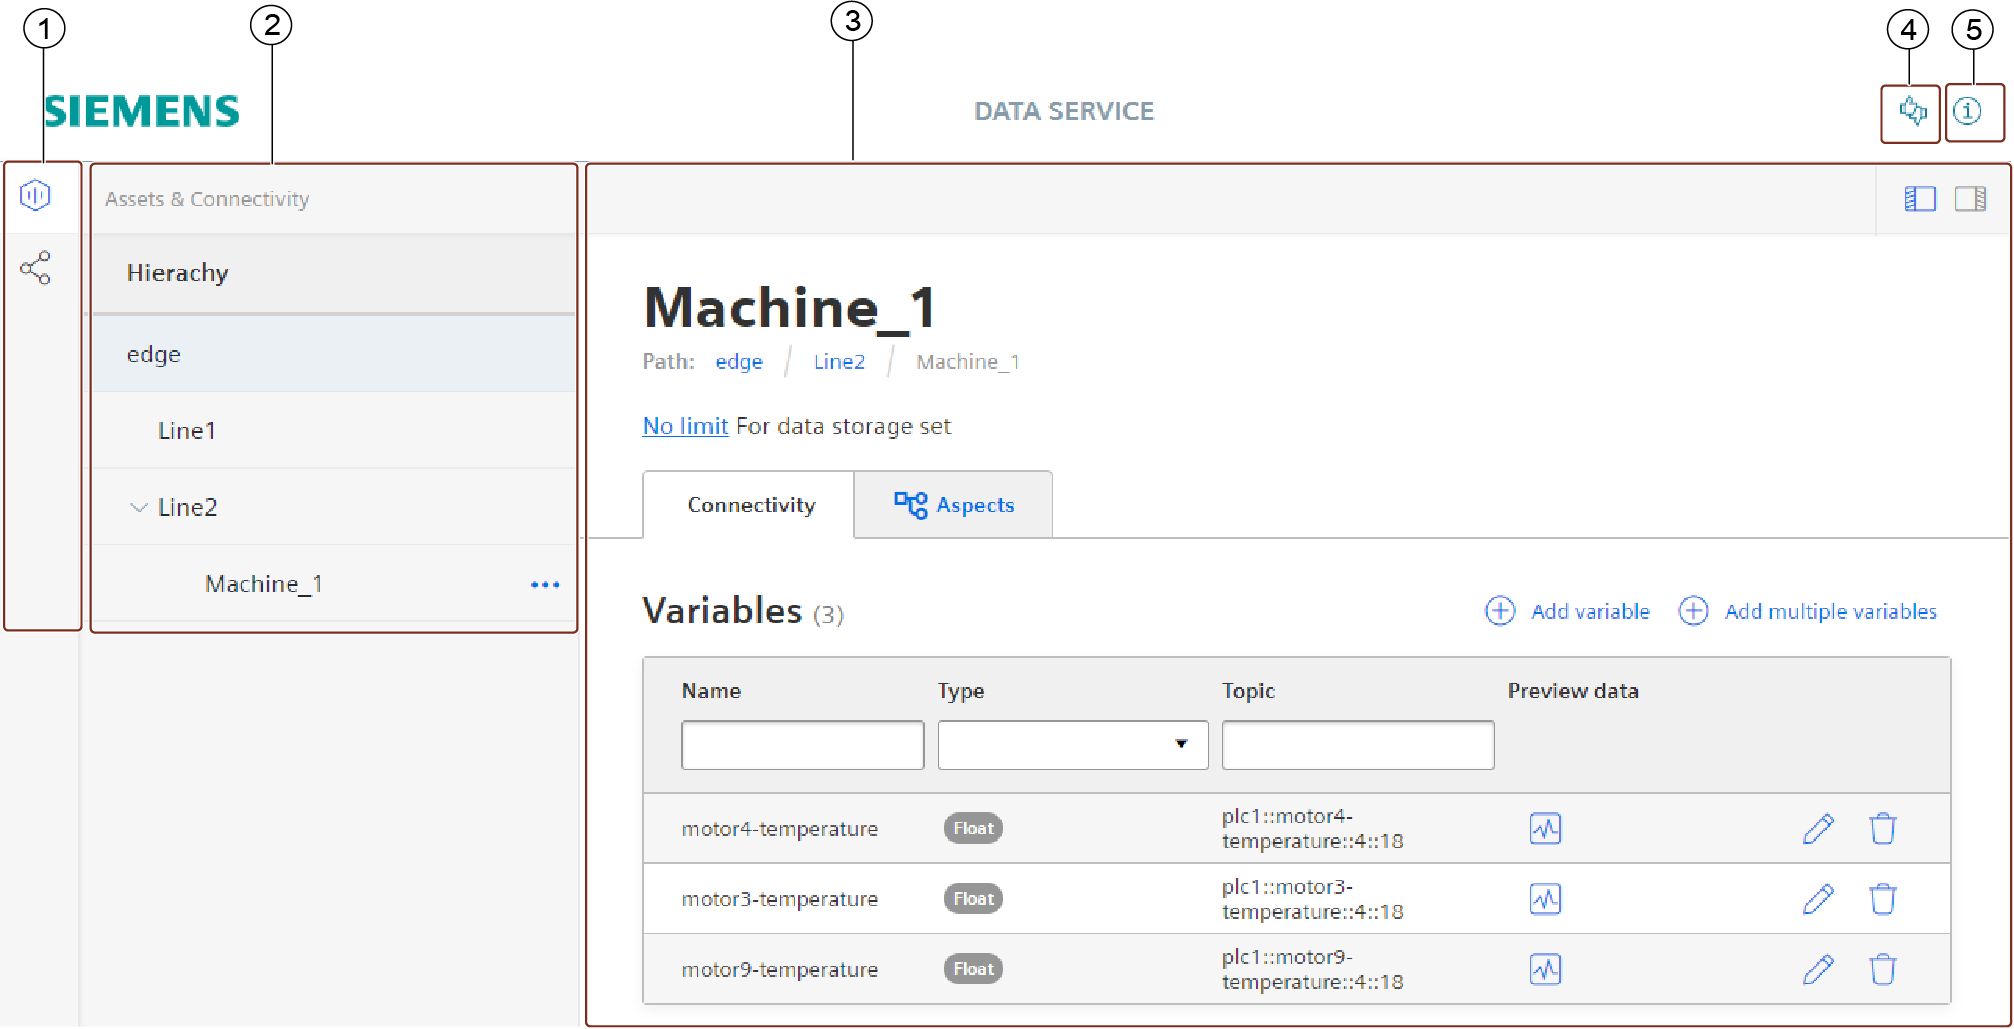 1 2 3 4 5
SIEMENS DATA SERVICE
Assets & Connectivity
Hierachy
edge
Line1
Line2
Machine_1
Machine_1
Path: edge / Line2 / Machine_1
No limit For data storage set
Connectivity Aspects
Variables (3) Add variable Add multiple variables
Name Type Topic Preview data
motor4-temperature Float plc1::motor4-
temperature::4::18
motor3-temperature Float plc1::motor3-
temperature::4::18
motor9-temperature Float plc1::motor9-
temperature::4::18